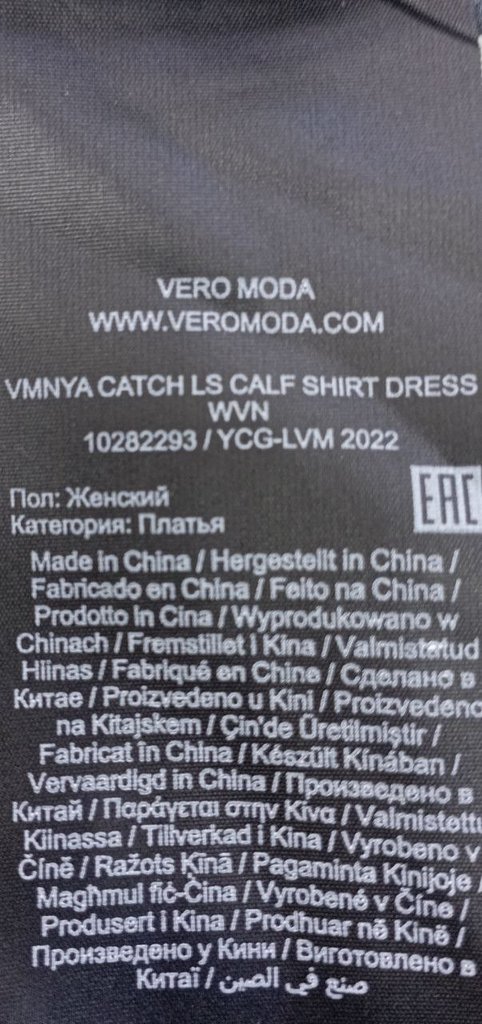 VERO MODA
WWW.VEROMODA.COM
VMNYA CATCH LS CALF SHIRT DRESS
WVN
10282293 / YCG-LVM 2022
EAC
Пол: Женский
Категория: Платья
Made in China / Hergestellt in China /
Fabricado en China / Feito na China /
Prodotto in Cina / Wyprodukowano w
Chinach / Fremstillet i Kina / Valmistatud
Hiinas / Fabriqué en Chine / Сделано в
Китае / Proizvedeno u Kini / Proizvedeno
na Kitajskem / Çin'de Üretilmiştir /
Fabricat în China / Készült Kínában /
Vervaardigd in China / Произведено в
Китай / Παράγεται στην Κίνα / Valmistettu
Kiinassa / Tillverkad i Kina / Vyrobeno v
Číně / Ražots Ķīnā / Pagaminta Kinijoje /
Magħmul fiċ-Ċina / Vyrobené v Číne /
Produsert i Kina / Prodhuar në Kinë /
Произведено у Кини / Виготовлено в
Китаї / صنع في الصين